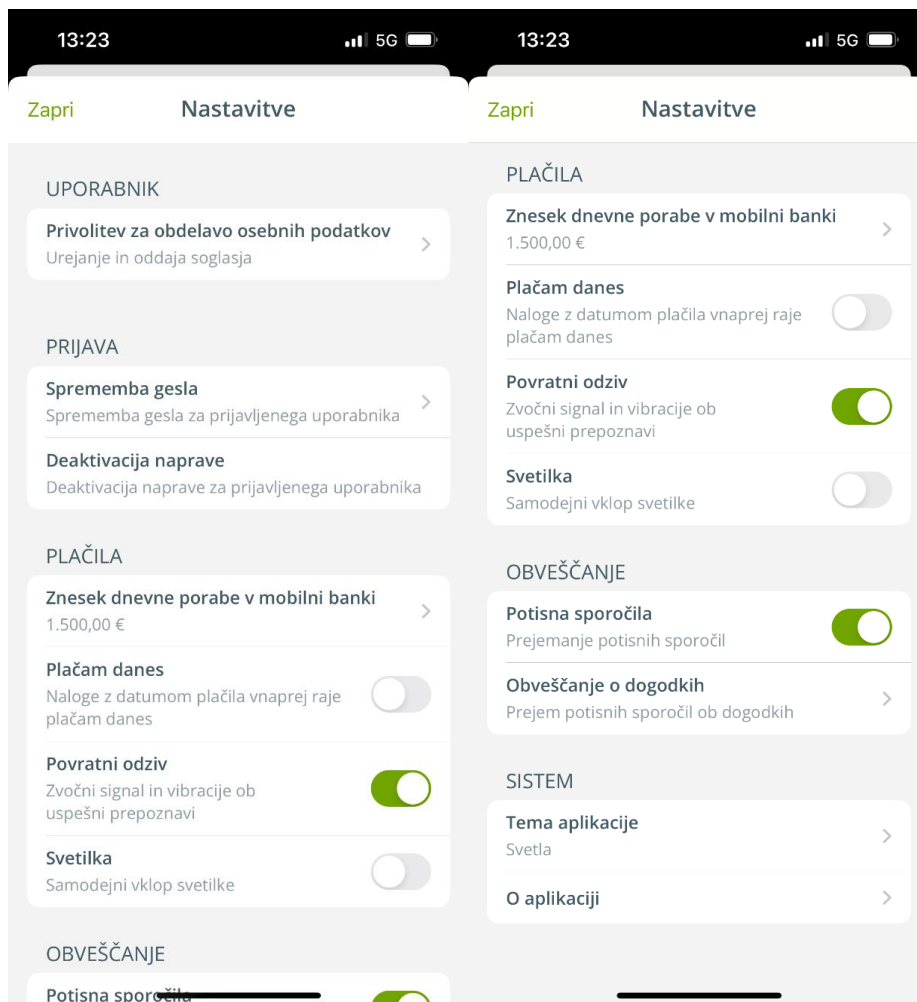 13:23
5G
Zapri
Nastavitve
UPORABNIK
Privolitev za obdelavo osebnih podatkov
Urejanje in oddaja soglasja
PRIJAVA
Sprememba gesla
Sprememba gesla za prijavljenega uporabnika
Deaktivacija naprave
Deaktivacija naprave za prijavljenega uporabnika
PLAČILA
Znesek dnevne porabe v mobilni banki
1.500,00 €
Plačam danes
Naloge z datumom plačila vnaprej raje
plačam danes
Povratni odziv
Zvočni signal in vibracije ob
uspešni prepoznavi
Svetilka
Samodejni vklop svetilke
OBVEŠČANJE
Potisna sporočila
13:23
5G
Zapri
Nastavitve
PLAČILA
Znesek dnevne porabe v mobilni banki
1.500,00 €
Plačam danes
Naloge z datumom plačila vnaprej raje
plačam danes
Povratni odziv
Zvočni signal in vibracije ob
uspešni prepoznavi
Svetilka
Samodejni vklop svetilke
OBVEŠČANJE
Potisna sporočila
Prejemanje potisnih sporočil
Obveščanje o dogodkih
Prejem potisnih sporočil ob dogodkih
SISTEM
Tema aplikacije
Svetla
O aplikaciji